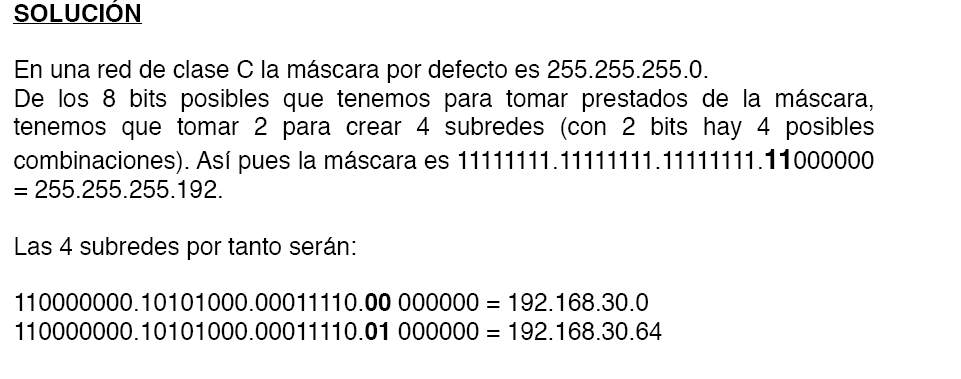 SOLUCIÓN
En una red de clase C la máscara por defecto es 255.255.255.0.
De los 8 bits posibles que tenemos para tomar prestados de la máscara,
tenemos que tomar 2 para crear 4 subredes (con 2 bits hay 4 posibles
combinaciones). Así pues la máscara es 11111111.11111111.11111111.11000000
= 255.255.255.192.
Las 4 subredes por tanto serán:
110000000.10101000.00011110.00 000000 = 192.168.30.0
110000000.10101000.00011110.01 000000 = 192.168.30.64